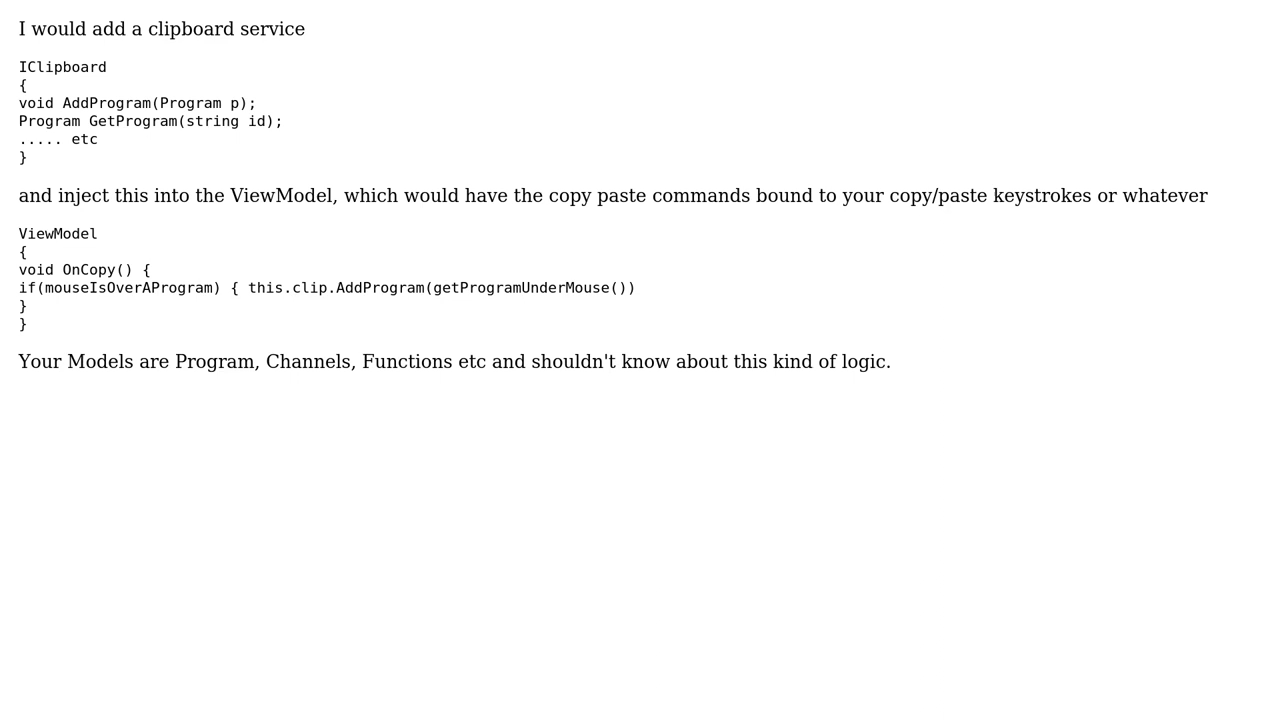 I would add a clipboard service
IClipboard
{
void AddProgram(Program p);
Program GetProgram(string id);
..... etc
}
and inject this into the ViewModel, which would have the copy paste commands bound to your copy/paste keystrokes or whatever
ViewModel
{
void OnCopy() {
if(mouseIsOverAProgram) { this.clip.AddProgram(getProgramUnderMouse())
}
}
Your Models are Program, Channels, Functions etc and shouldn't know about this kind of logic.